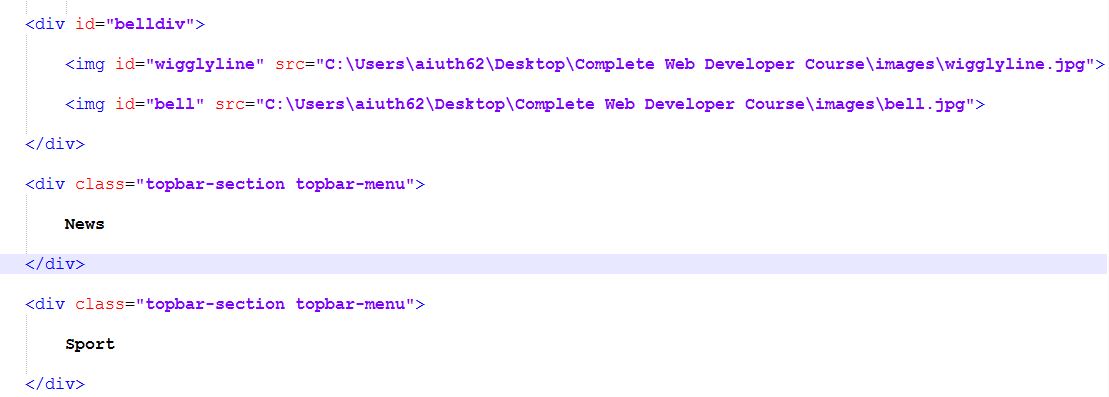 <div id="belldiv">
<img id="wigglyline" src="C:\Users\aiuth62\Desktop\Complete Web Developer Course\images\wigglyline.jpg">
<img id="bell" src="C:\Users\aiuth62\Desktop\Complete Web Developer Course\images\bell.jpg">
</div>
<div class="topbar-section topbar-menu">
News
</div>
<div class="topbar-section topbar-menu">
Sport
</div>